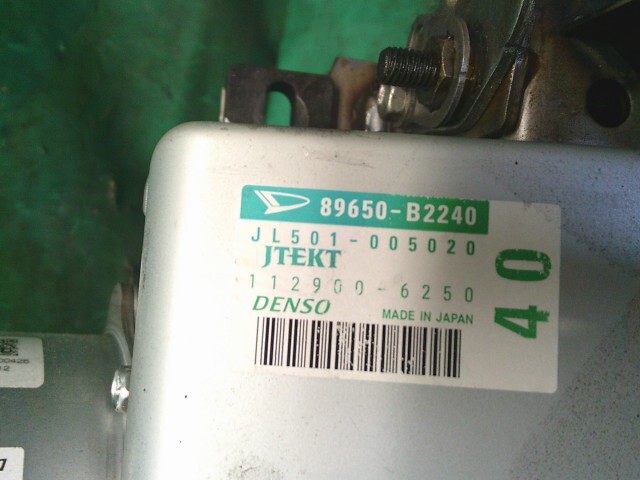 89650-B2240
JL501-005020
JTEKT
112900-6250
DENSO
MADE IN JAPAN
40